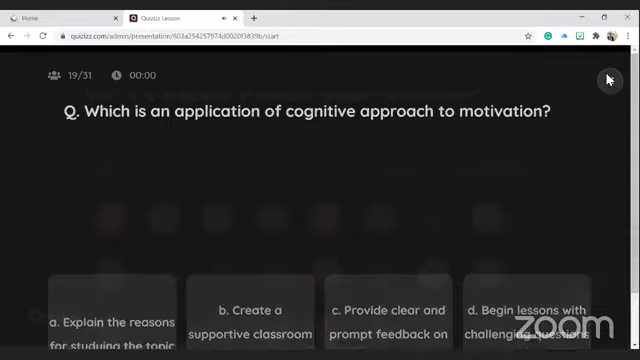 Home
Quizizz Lesson
quizizz.com/admin/presentation/603a254257974d0020f3839b/start
19/31
00:00
Q. Which is an application of cognitive approach to motivation?
a. Explain the reasons
for studying the topic
b. Create a
supportive classroom
c. Provide clear and
prompt feedback on
d. Begin lessons with
challenging questions
zoom